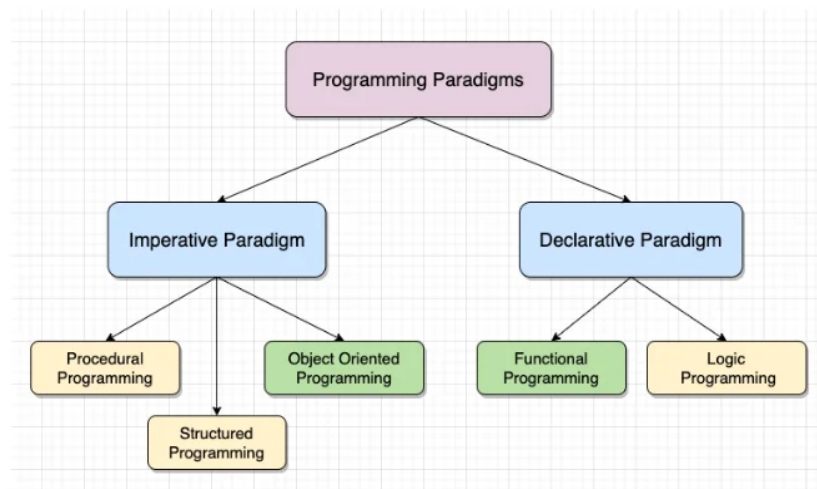 Programming Paradigms
Imperative Paradigm
Declarative Paradigm
Procedural
Programming
Object Oriented
Programming
Functional
Programming
Logic
Programming
Structured
Programming